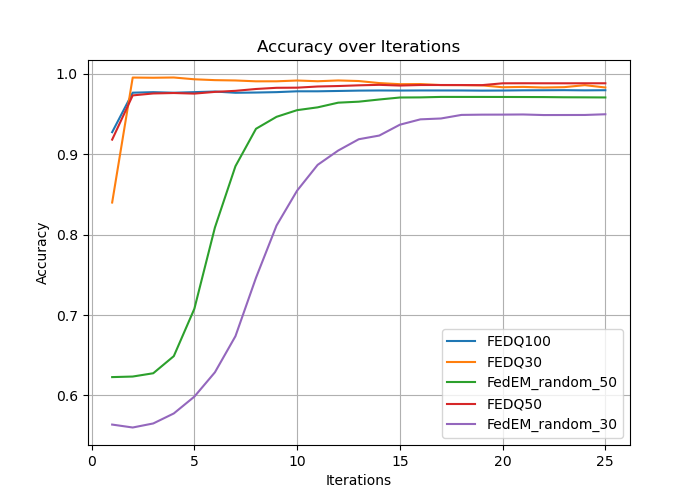 Accuracy over Iterations
1.0
0.9
0.8
0.7
0.6
Accuracy
0
5
10
15
20
25
Iterations
FEDQ100
FEDQ30
FedEM_random_50
FEDQ50
FedEM_random_30